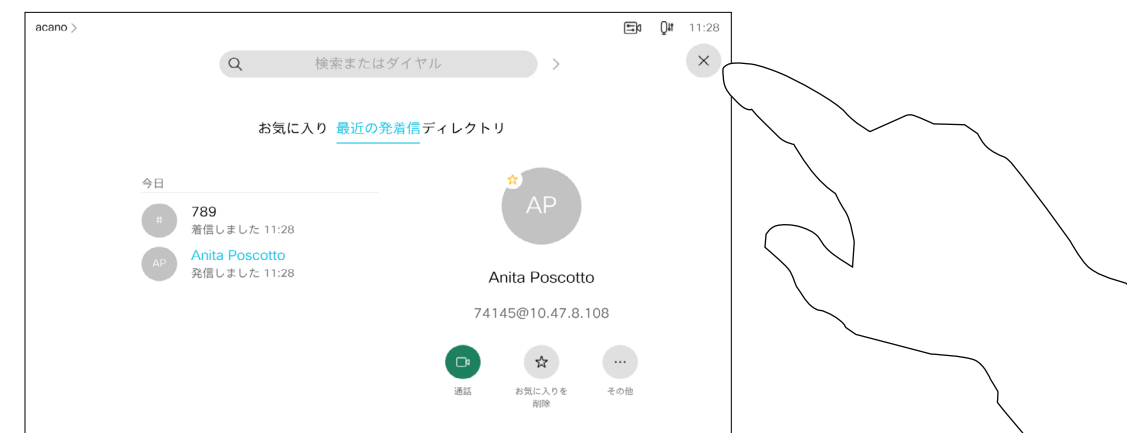 acano >
11:28
検索またはダイヤル
お気に入り 最近の発着信 ディレクトリ
今日
#
789
着信しました 11:28
AP
Anita Poscotto
発信しました 11:28
AP
Anita Poscotto
74145@10.47.8.108
通話
お気に入りを
削除
その他